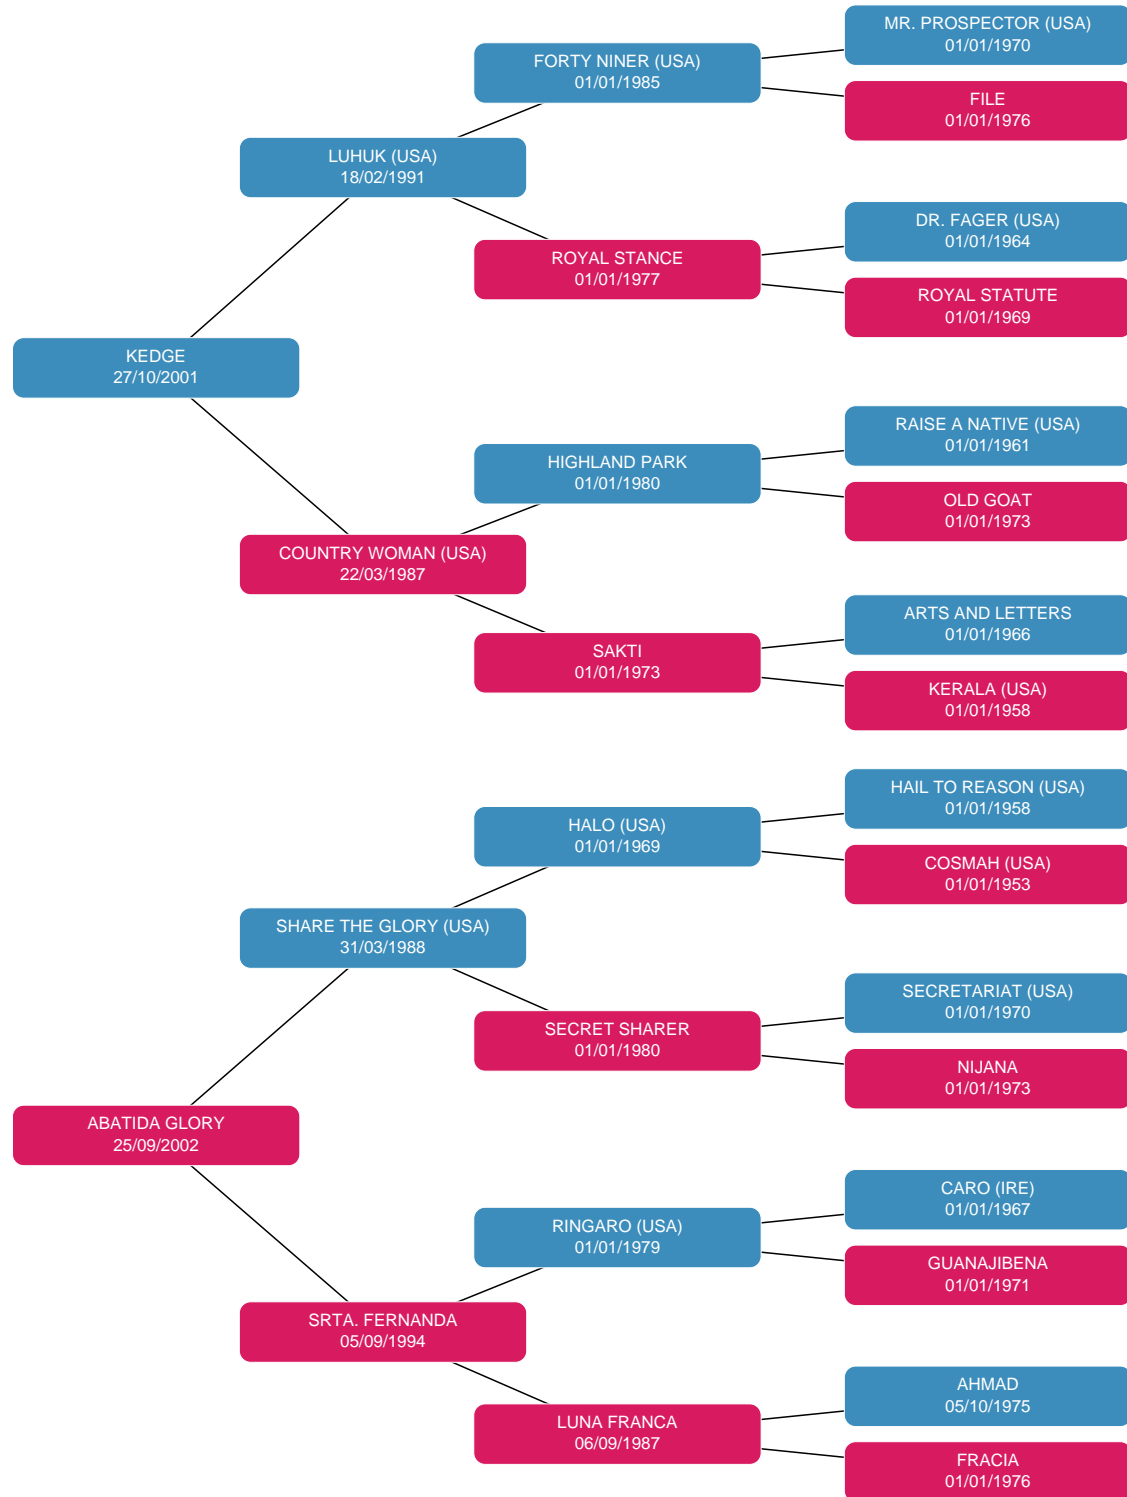 MR. PROSPECTOR (USA)
01/01/1970
FORTY NINER (USA)
01/01/1985
FILE
01/01/1976
LUHUK (USA)
18/02/1991
DR. FAGER (USA)
01/01/1964
ROYAL STANCE
01/01/1977
ROYAL STATUTE
01/01/1969
KEDGE
27/10/2001
RAISE A NATIVE (USA)
01/01/1961
HIGHLAND PARK
01/01/1980
OLD GOAT
01/01/1973
COUNTRY WOMAN (USA)
22/03/1987
ARTS AND LETTERS
01/01/1966
SAKTI
01/01/1973
KERALA (USA)
01/01/1958
HAIL TO REASON (USA)
01/01/1958
HALO (USA)
01/01/1969
COSMAH (USA)
01/01/1953
SHARE THE GLORY (USA)
31/03/1988
SECRETARIAT (USA)
01/01/1970
SECRET SHARER
01/01/1980
NIJANA
01/01/1973
ABATIDA GLORY
25/09/2002
CARO (IRE)
01/01/1967
RINGARO (USA)
01/01/1979
GUANAJIBENA
01/01/1971
SRTA. FERNANDA
05/09/1994
AHMAD
05/10/1975
LUNA FRANCA
06/09/1987
FRACIA
01/01/1976